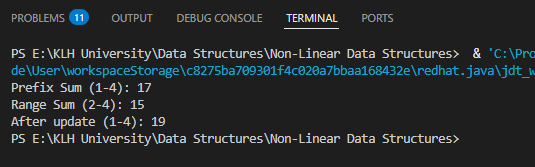 PROBLEMS 11 OUTPUT DEBUG CONSOLE TERMINAL PORTS
PS E:\KLH University\Data Structures\Non-Linear Data Structures> & 'C:\Pro
de\User\workspaceStorage\c8275ba709301f4c020a7bbaa168432e\redhat.java\jdt_w
Prefix Sum (1-4): 17
Range Sum (2-4): 15
After update (1-4): 19
PS E:\KLH University\Data Structures\Non-Linear Data Structures>